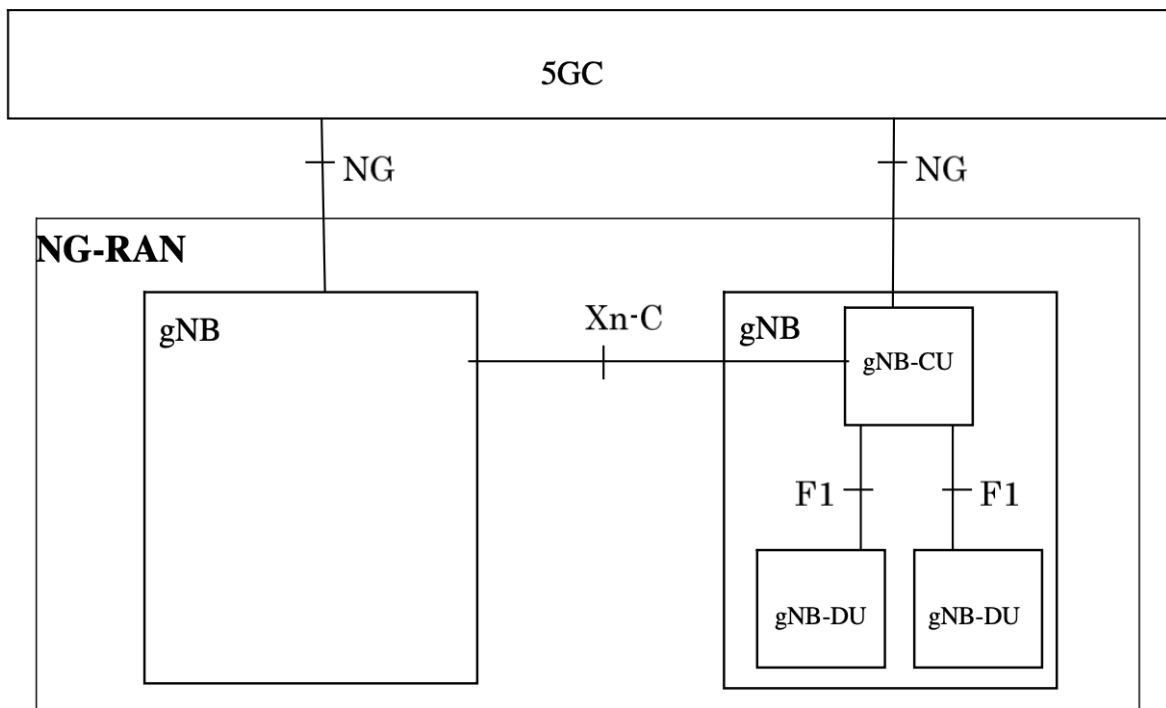 5GC
NG
NG
NG-RAN
gNB
Xn-C
gNB
gNB-CU
F1
F1
gNB-DU
gNB-DU